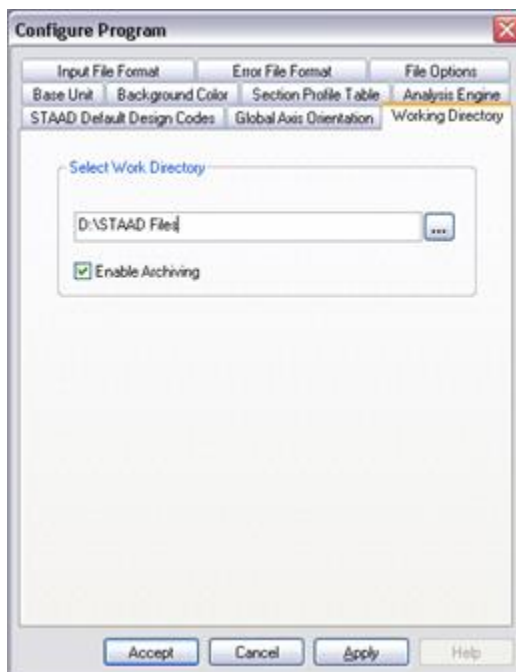 Configure Program
Input File Format Error File Format File Options
Base Unit Background Color Section Profile Table Analysis Engine
STAAD Default Design Codes Global Axis Orientation Working Directory
Select Work Directory
D:\STAAD Files
...
Enable Archiving
Accept Cancel Apply Help